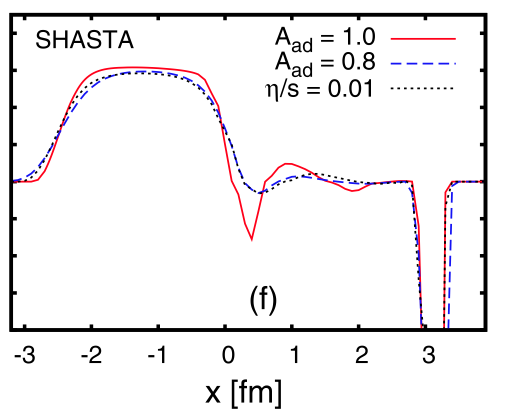 SHASTA
A_ad = 1.0
A_ad = 0.8
η/s = 0.01
(f)
-3 -2 -1 0 1 2 3
x [fm]